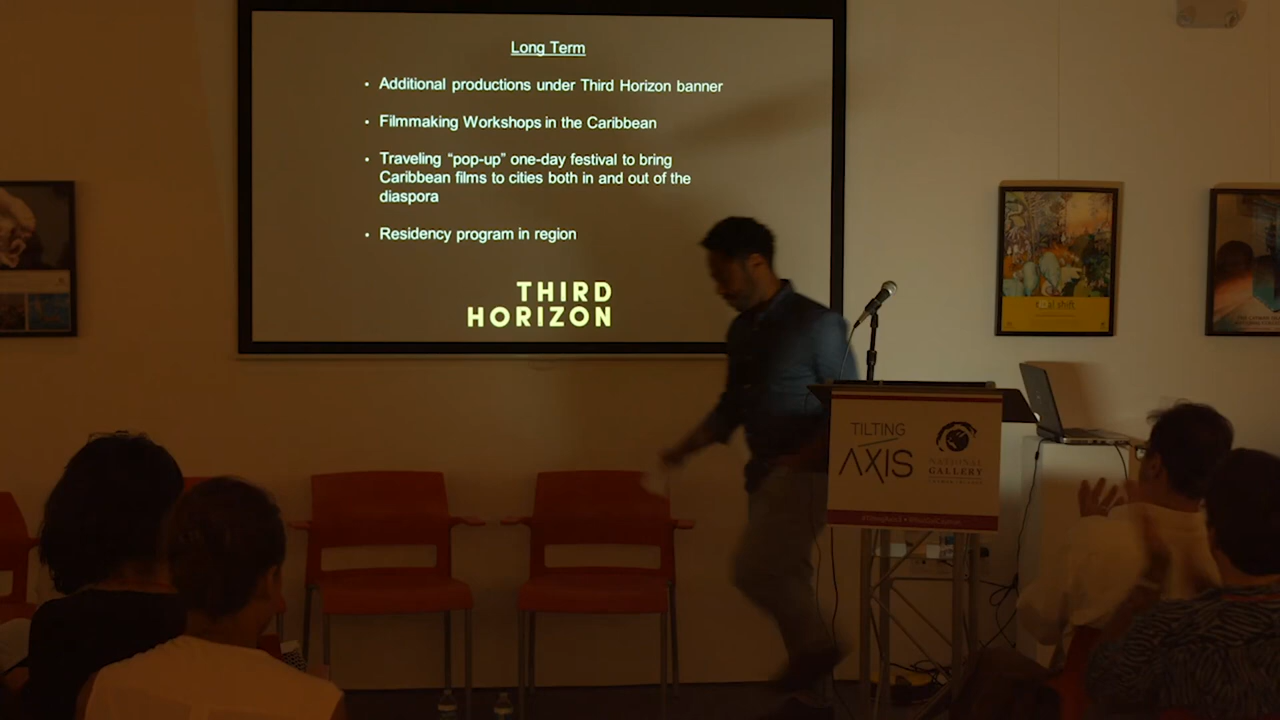 Long Term
• Additional productions under Third Horizon banner
• Filmmaking Workshops in the Caribbean
• Traveling “pop-up” one-day festival to bring
Caribbean films to cities both in and out of the
diaspora
• Residency program in region
THIRD
HORIZON
TILTING
AXIS
NATIONAL
GALLERY